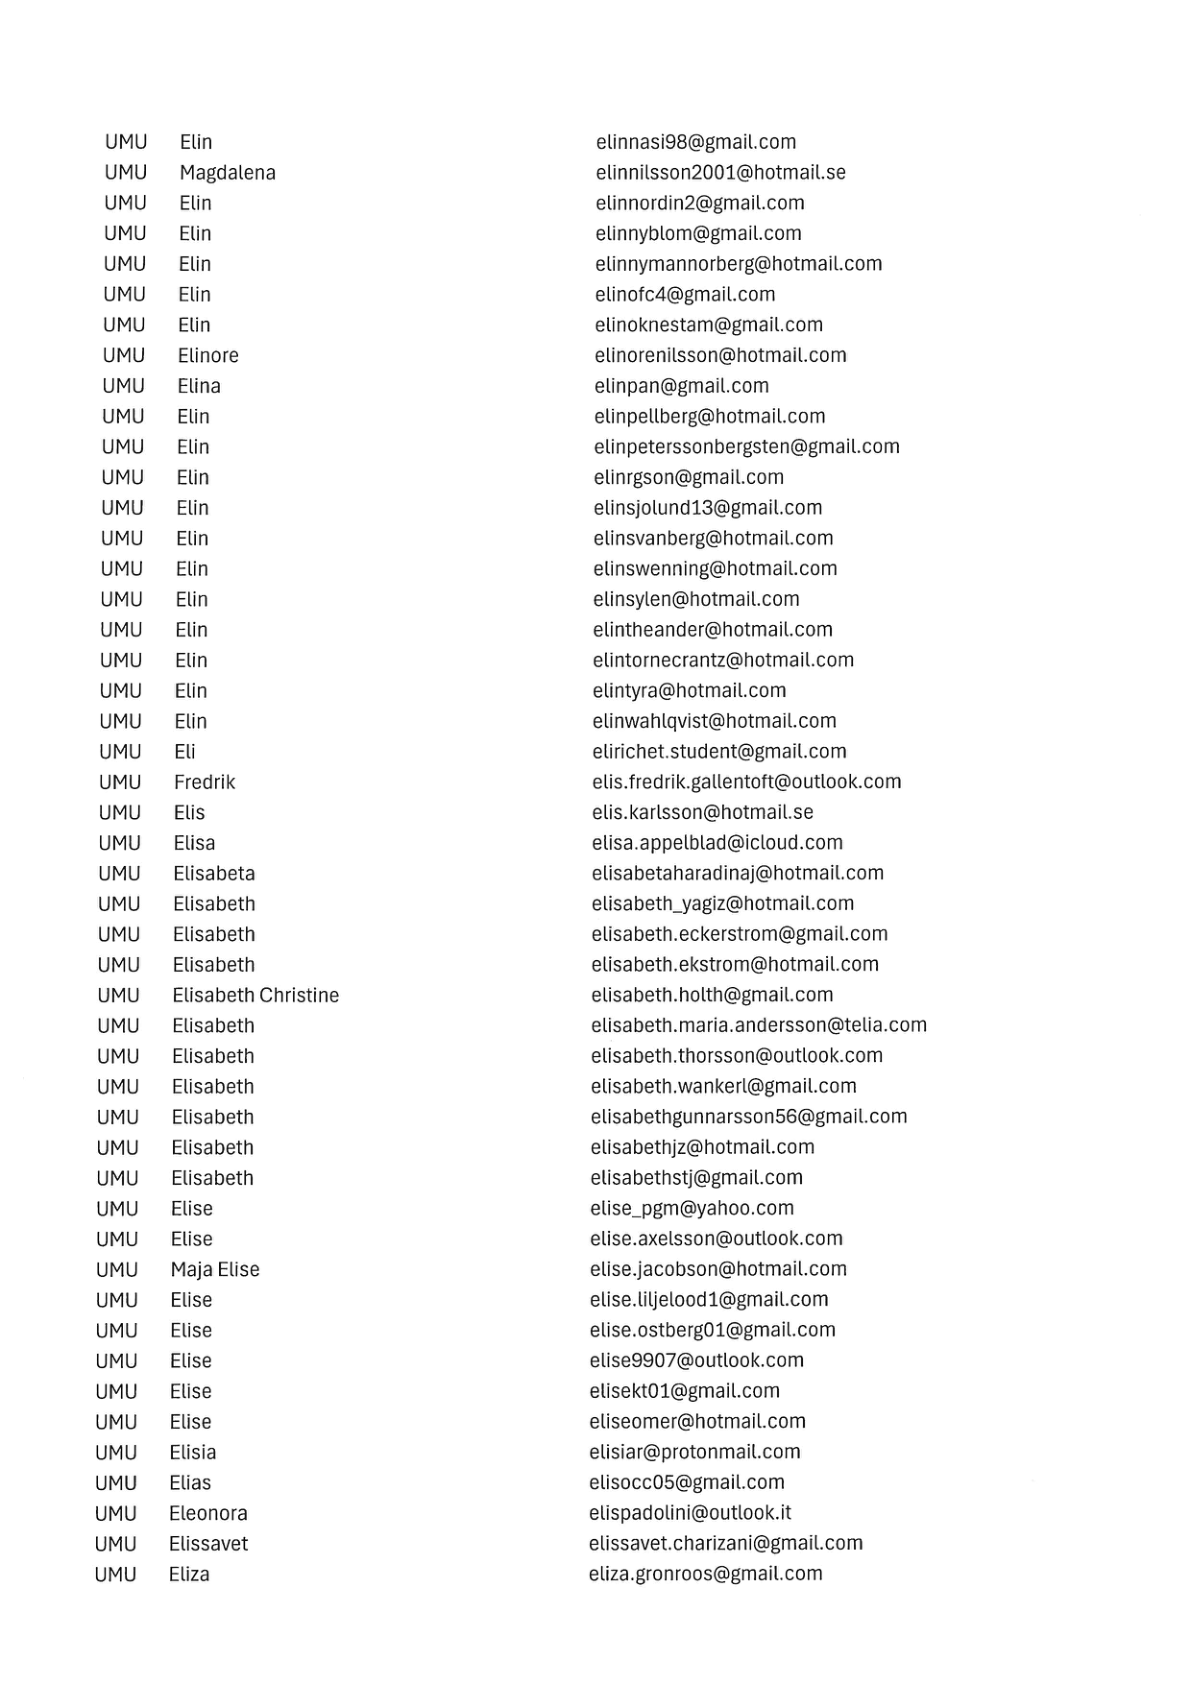 UMU Elin elinnasi98@gmail.com
UMU Magdalena elinnilsson2001@hotmail.se
UMU Elin elinnordin2@gmail.com
UMU Elin elinnyblom@gmail.com
UMU Elin elinnymannorberg@hotmail.com
UMU Elin elinofc4@gmail.com
UMU Elin elinoknestam@gmail.com
UMU Elinore elinorenilsson@hotmail.com
UMU Elina elinpan@gmail.com
UMU Elin elinpellberg@hotmail.com
UMU Elin elinpeterssonbergsten@gmail.com
UMU Elin elinrgson@gmail.com
UMU Elin elinsjolund13@gmail.com
UMU Elin elinsvanberg@hotmail.com
UMU Elin elinswenning@hotmail.com
UMU Elin elinsylen@hotmail.com
UMU Elin elintheander@hotmail.com
UMU Elin elintornecrantz@hotmail.com
UMU Elin elintyra@hotmail.com
UMU Elin elinwahlqvist@hotmail.com
UMU Eli elirichet.student@gmail.com
UMU Fredrik elis.fredrik.gallentoft@outlook.com
UMU Elis elis.karlsson@hotmail.se
UMU Elisa elisa.appelblad@icloud.com
UMU Elisabeta elisabetaharadinaj@hotmail.com
UMU Elisabeth elisabeth_yagiz@hotmail.com
UMU Elisabeth elisabeth.eckerstrom@gmail.com
UMU Elisabeth elisabeth.ekstrom@hotmail.com
UMU Elisabeth Christine elisabeth.holth@gmail.com
UMU Elisabeth elisabeth.maria.andersson@telia.com
UMU Elisabeth elisabeth.thorsson@outlook.com
UMU Elisabeth elisabeth.wankerl@gmail.com
UMU Elisabeth elisabethgunnarsson56@gmail.com
UMU Elisabeth elisabethjz@hotmail.com
UMU Elisabeth elisabethstj@gmail.com
UMU Elise elise_pgm@yahoo.com
UMU Elise elise.axelsson@outlook.com
UMU Maja Elise elise.jacobson@hotmail.com
UMU Elise elise.liljelood1@gmail.com
UMU Elise elise.ostberg01@gmail.com
UMU Elise elise9907@outlook.com
UMU Elise elisekt01@gmail.com
UMU Elise eliseomer@hotmail.com
UMU Elisia elisiar@protonmail.com
UMU Elias elisocc05@gmail.com
UMU Eleonora elispadolini@outlook.it
UMU Elissavet elissavet.charizani@gmail.com
UMU Eliza eliza.gronroos@gmail.com